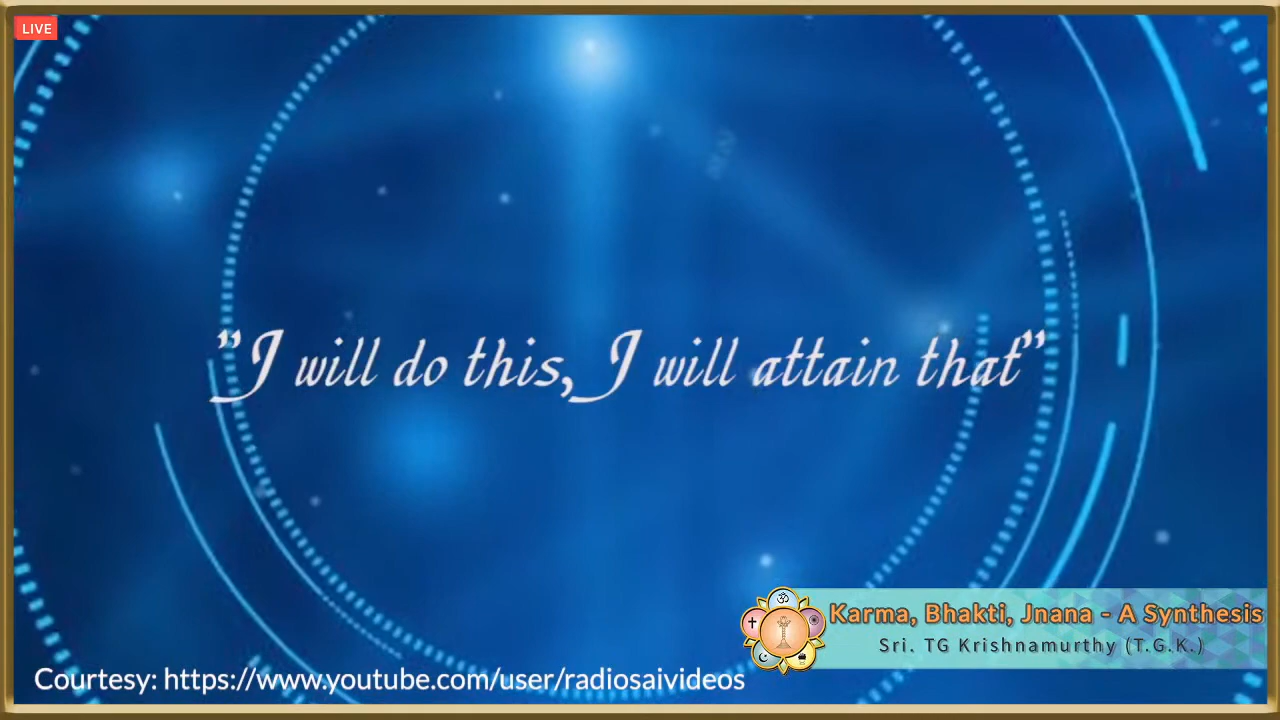 LIVE
"I will do this, I will attain that"
Karma, Bhakti, Jnana - A Synthesis
Sri. TG Krishnamurthy (T.G.K.)
Courtesy: https://www.youtube.com/user/radiosaivideos